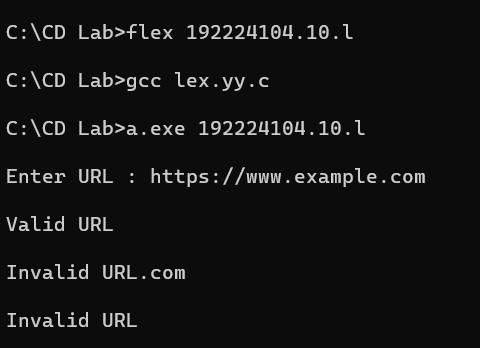 C:\CD Lab>flex 192224104.10.l
C:\CD Lab>gcc lex.yy.c
C:\CD Lab>a.exe 192224104.10.l
Enter URL : https://www.example.com
Valid URL
Invalid URL.com
Invalid URL